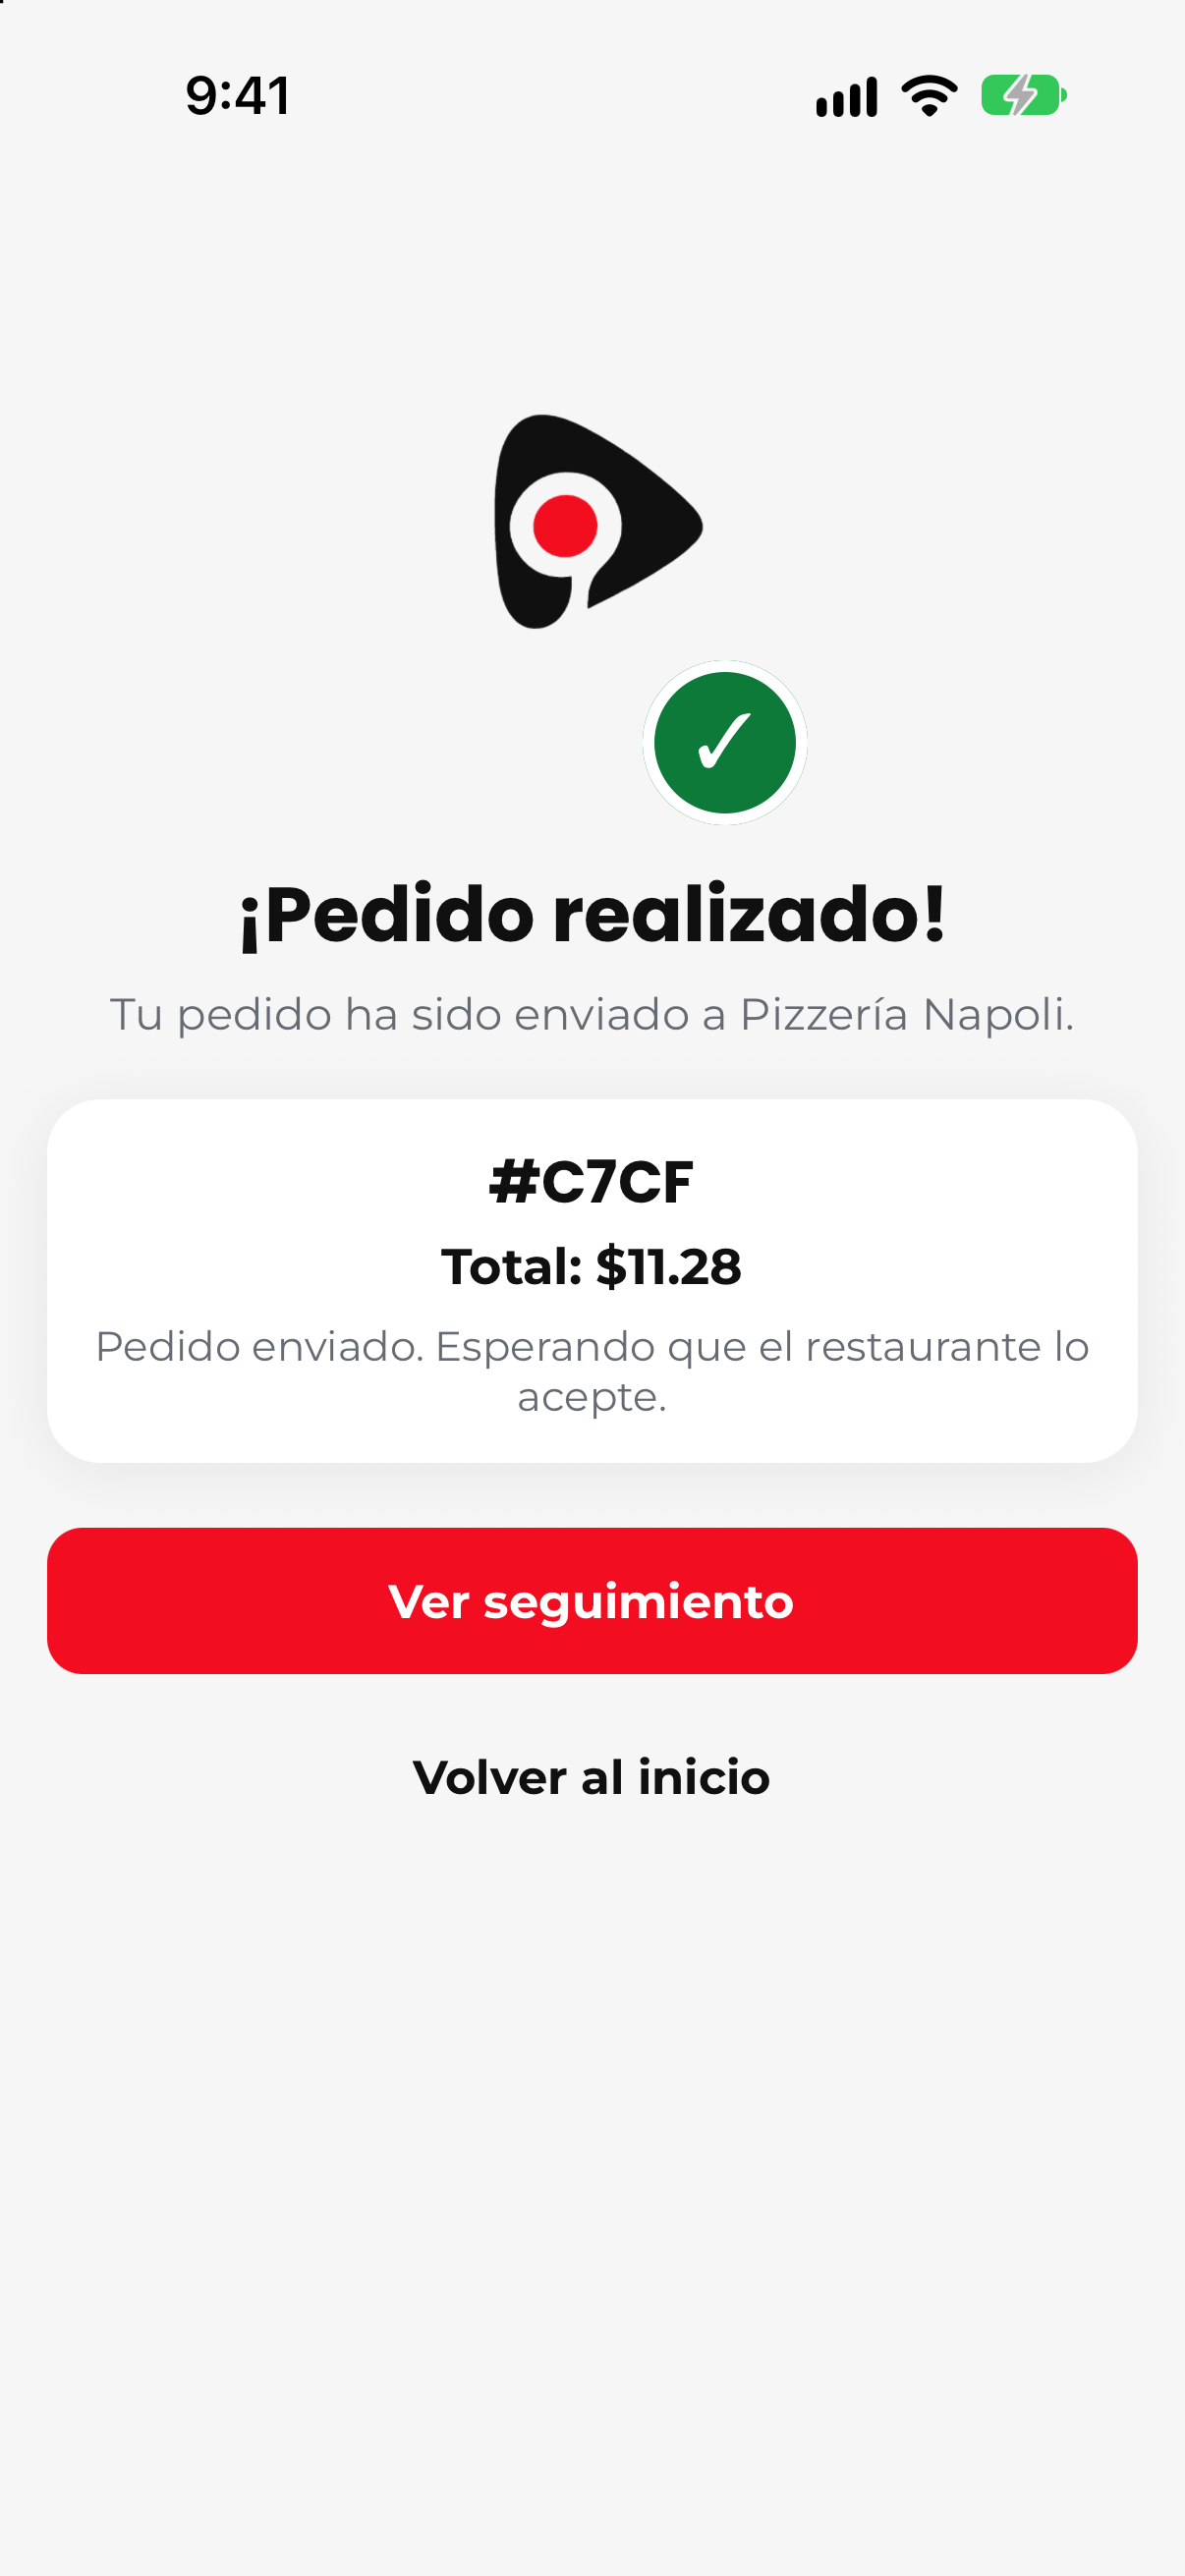 9:41
¡Pedido realizado!
Tu pedido ha sido enviado a Pizzería Napoli.
#C7CF
Total: $11.28
Pedido enviado. Esperando que el restaurante lo
acepte.
Ver seguimiento
Volver al inicio